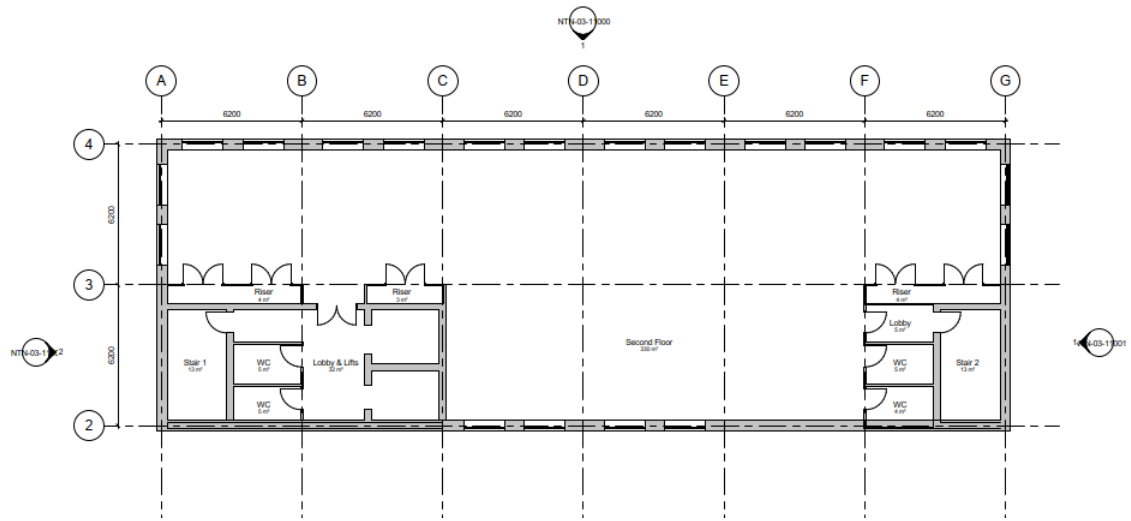 NTN-03-11000
1
A
B
C
D
E
F
G
6200
6200
6200
6200
6200
6200
4
6200
3
Riser
4 m²
Riser
3 m²
Riser
4 m²
6200
Lobby
5 m²
Second Floor
330 m²
Stair 1
13 m²
WC
5 m²
Lobby & Lifts
32 m²
WC
5 m²
Stair 2
13 m²
2
1
WC
5 m²
WC
4 m²
2